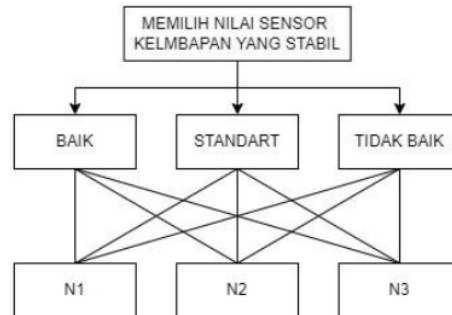 MEMILIH NILAI SENSOR
KELMBAPAN YANG STABIL
BAIK
STANDART
TIDAK BAIK
N1
N2
N3